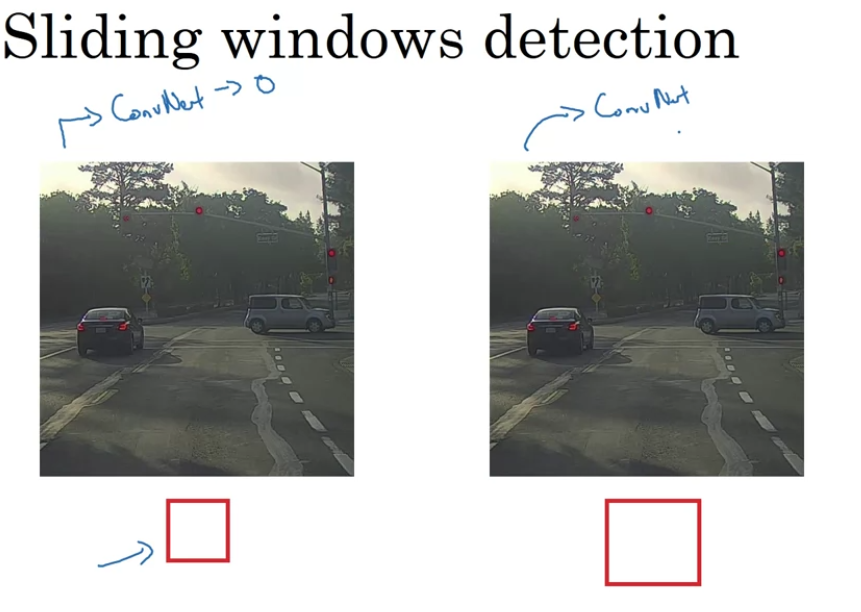 Sliding windows detection
→ ConvNet → 0
→ ConvNet